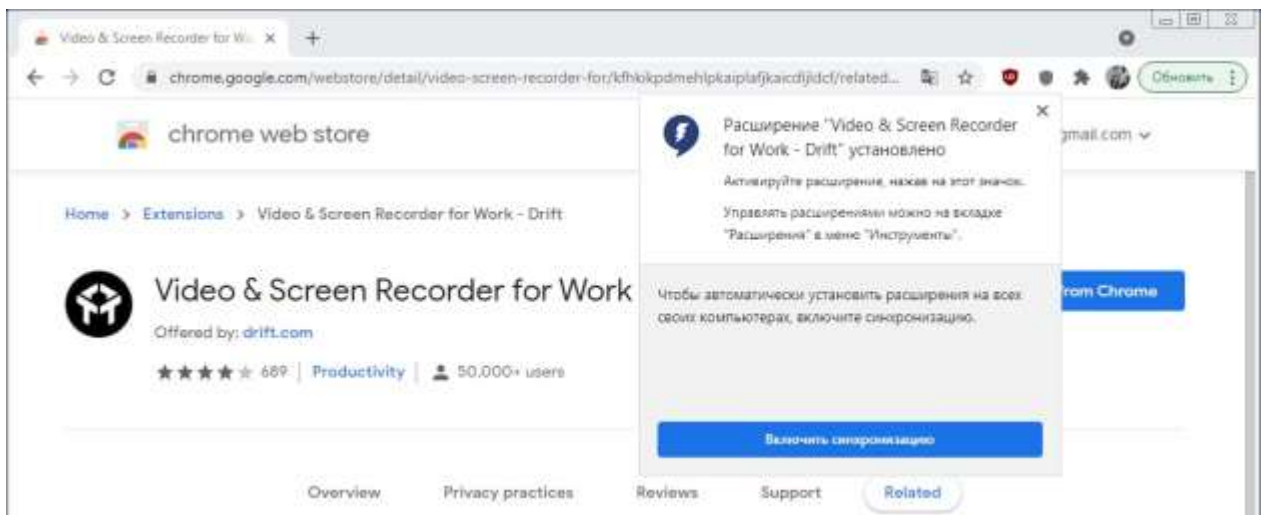 Video & Screen Recorder for W
chrome.google.com/webstore/detail/video-screen-recorder-for/
Обновить
chrome web store
gmail.com
Расширение "Video & Screen Recorder
for Work - Drift" установлено
Активируйте расширение, нажав на этот значок.
Управлять расширениями можно на вкладке
"Расширения" в меню "Инструменты".
Home > Extensions > Video & Screen Recorder for Work - Drift
Video & Screen Recorder for Work
from Chrome
Offered by: drift.com
689 | Productivity | 50,000+ users
Чтобы автоматически установить расширения на всех
своих компьютерах, включите синхронизацию.
Включить синхронизацию
Overview Privacy practices Reviews Support Related